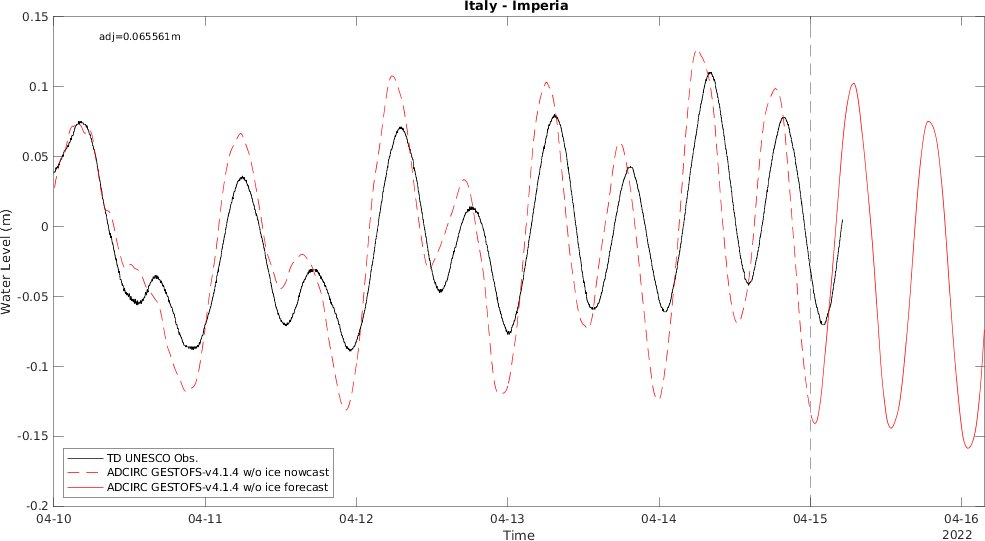 Italy - Imperia
adj=0.065561m
0.15
0.1
0.05
0
-0.05
-0.1
-0.15
-0.2
Water Level (m)
TD UNESCO Obs.
ADCIRC GESTOFS-v4.1.4 w/o ice nowcast
ADCIRC GESTOFS-v4.1.4 w/o ice forecast
04-10 04-11 04-12 04-13 04-14 04-15 04-16
Time
2022